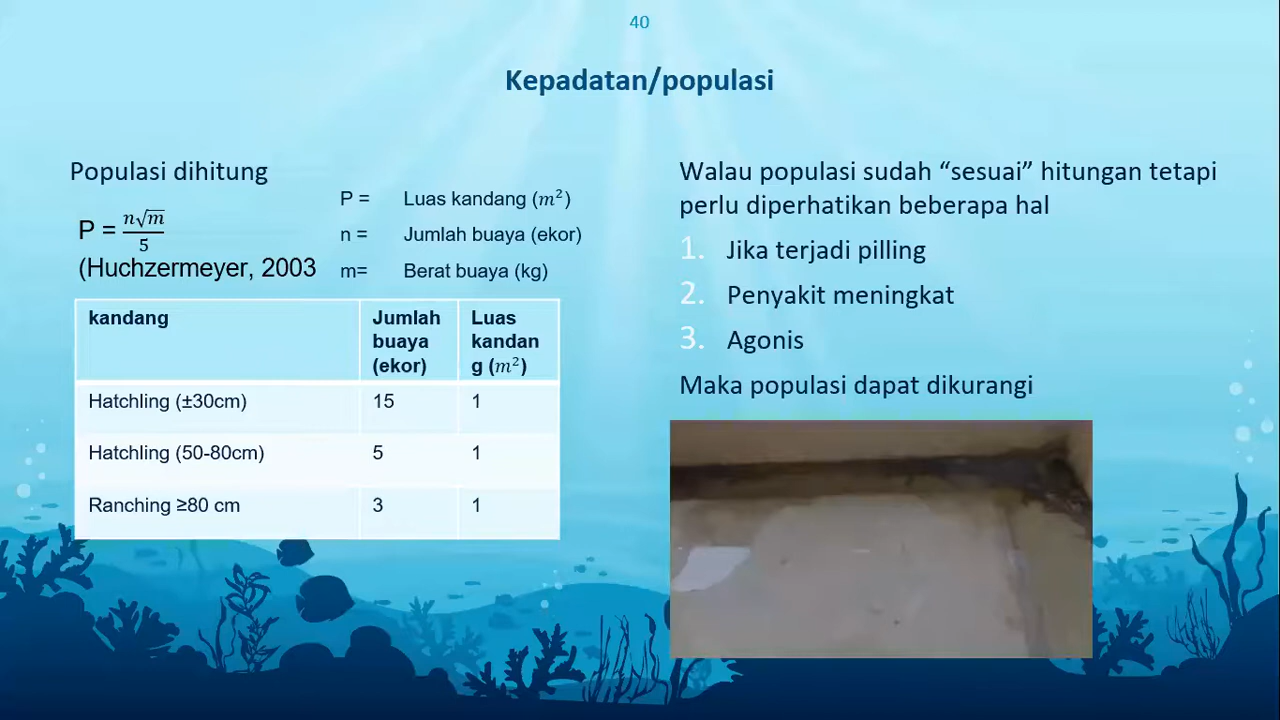 40
Kepadatan/populasi
Populasi dihitung
P = n√m/5
(Huchzermeyer, 2003
P = Luas kandang (m²)
n = Jumlah buaya (ekor)
m= Berat buaya (kg)
kandang Jumlah buaya (ekor) Luas kandan g (m²)
Hatchling (±30cm) 15 1
Hatchling (50-80cm) 5 1
Ranching ≥80 cm 3 1
Walau populasi sudah “sesuai” hitungan tetapi
perlu diperhatikan beberapa hal
1. Jika terjadi pilling
2. Penyakit meningkat
3. Agonis
Maka populasi dapat dikurangi